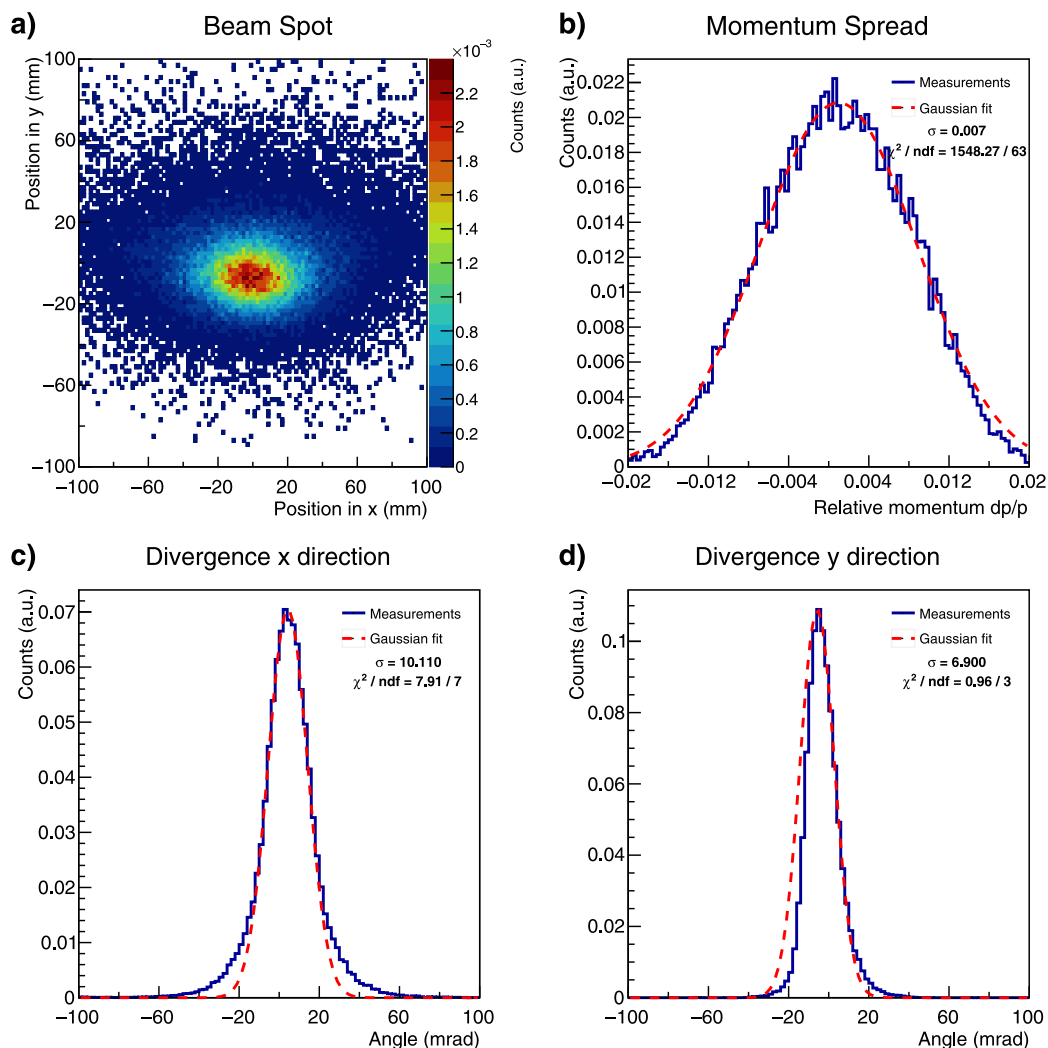 a)
Beam Spot
×10−3
Counts (a.u.)
Position in y (mm)
100
60
20
−20
−60
−100
−100
−60
−20
20
60
100
Position in x (mm)
2.2
2
1.8
1.6
1.4
1.2
1
0.8
0.6
0.4
0.2
0
b)
Momentum Spread
Counts (a.u.)
0.022
0.02
0.018
0.016
0.014
0.012
0.01
0.008
0.006
0.004
0.002
0
−0.02
−0.012
−0.004
0.004
0.012
0.02
Relative momentum dp/p
Measurements
Gaussian fit
σ = 0.007
χ² / ndf = 1548.27 / 63
c)
Divergence x direction
Counts (a.u.)
0.07
0.06
0.05
0.04
0.03
0.02
0.01
0
−100
−60
−20
20
60
100
Angle (mrad)
Measurements
Gaussian fit
σ = 10.110
χ² / ndf = 7.91 / 7
d)
Divergence y direction
Counts (a.u.)
0.1
0.08
0.06
0.04
0.02
0
−100
−60
−20
20
60
100
Angle (mrad)
Measurements
Gaussian fit
σ = 6.900
χ² / ndf = 0.96 / 3